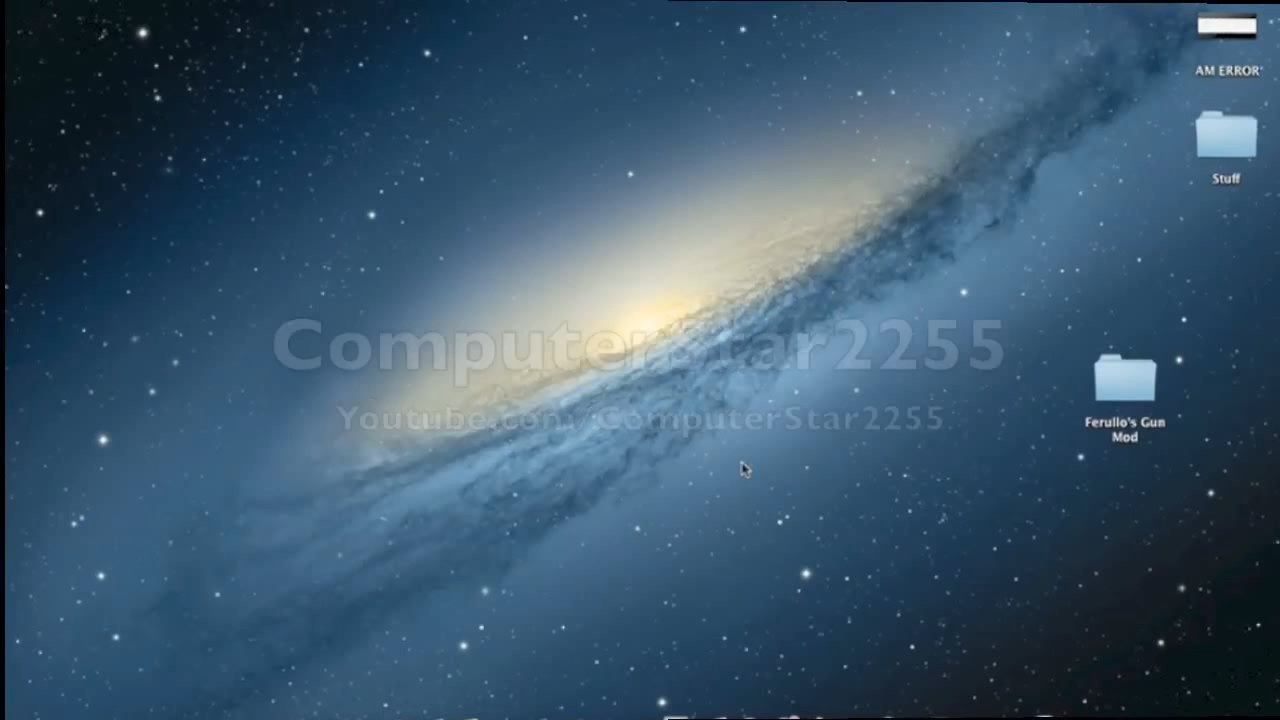 AM ERROR
Stuff
ComputerStar2255
Youtube.com/ComputerStar2255
Ferullo's Gun
Mod